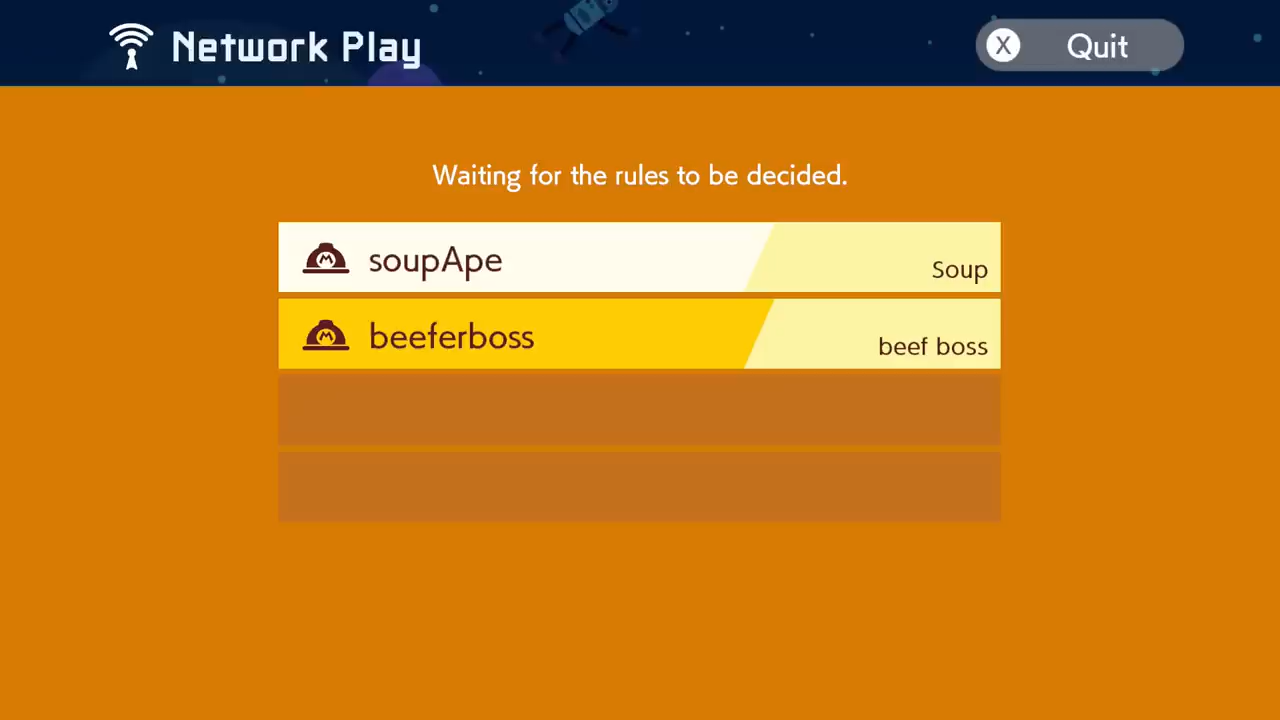 Network Play
X Quit
Waiting for the rules to be decided.
M soupApe Soup
M beeferboss beef boss